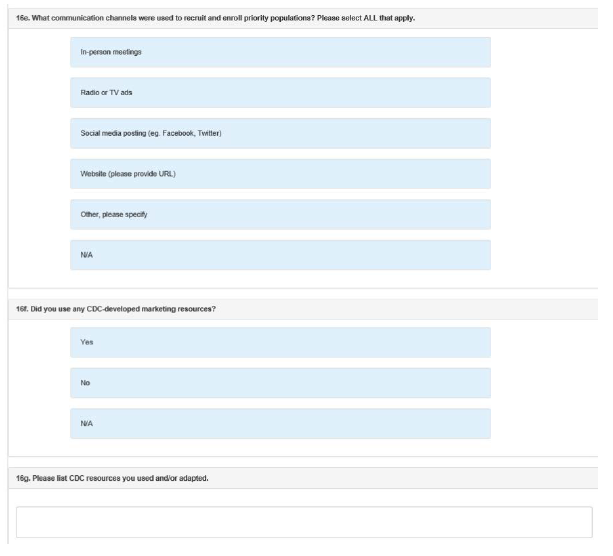 16e. What communication channels were used to recruit and enroll priority populations? Please select ALL that apply.
In-person meetings
Radio or TV ads
Social media posting (eg. Facebook, Twitter)
Website (please provide URL)
Other, please specify
N/A
16f. Did you use any CDC-developed marketing resources?
Yes
No
N/A
16g. Please list CDC resources you used and/or adapted.